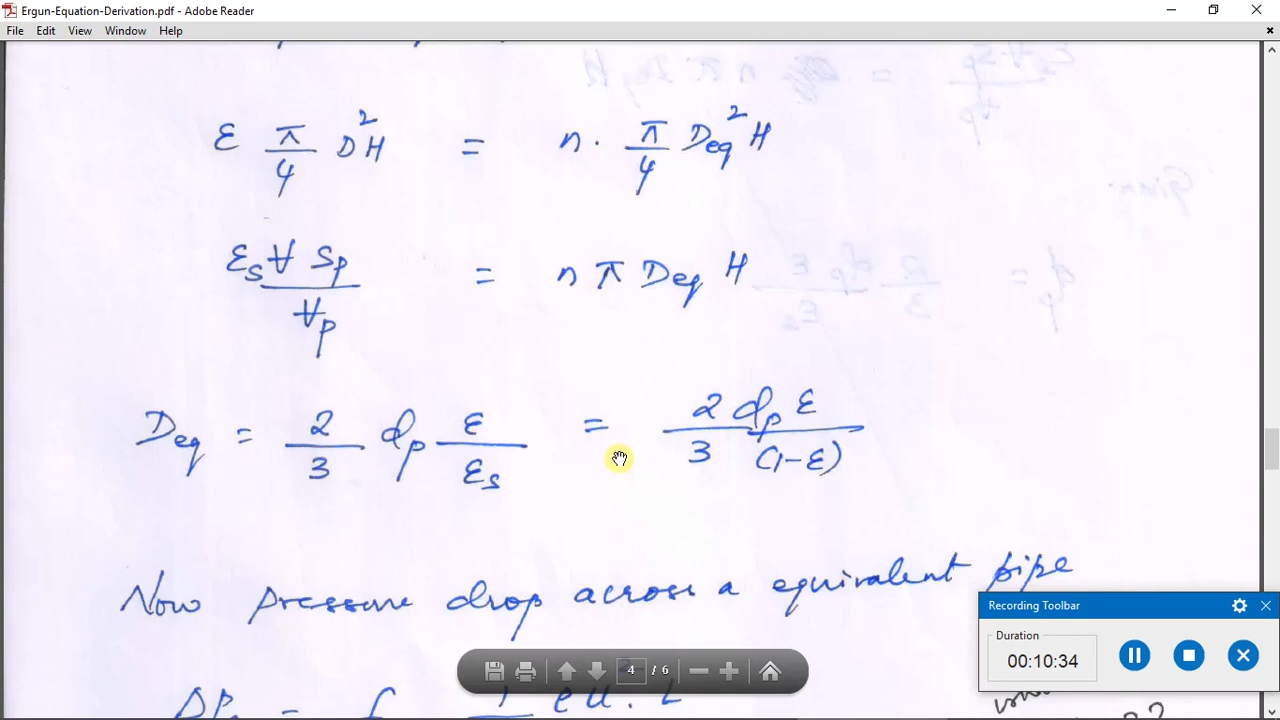 Ergun-Equation-Derivation.pdf - Adobe Reader
File Edit View Window Help
ε π/4 D²H = n · π/4 Deq² H
εs ∀ Sp / ∀p = n π Deq H
Deq = 2/3 dp ε/εs = 2/3 dp ε/(1-ε)
Now pressure drop across a equivalent pipe
Recording Toolbar
Duration
00:10:34
4 / 6